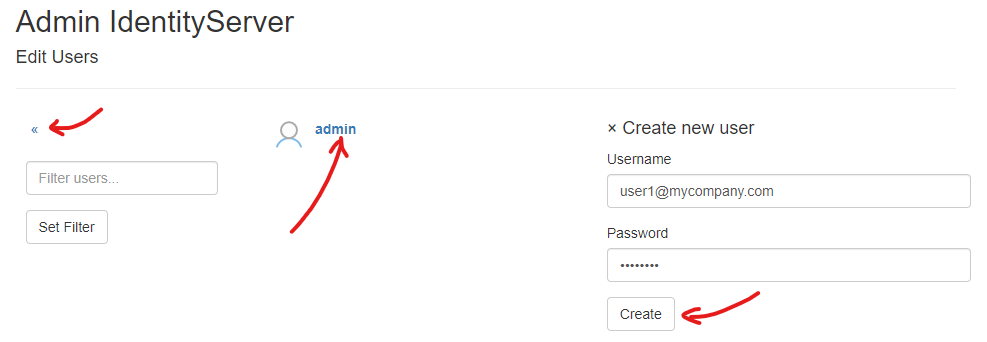 Admin IdentityServer
Edit Users
«
Filter users...
Set Filter
admin
× Create new user
Username
user1@mycompany.com
Password
••••••••
Create